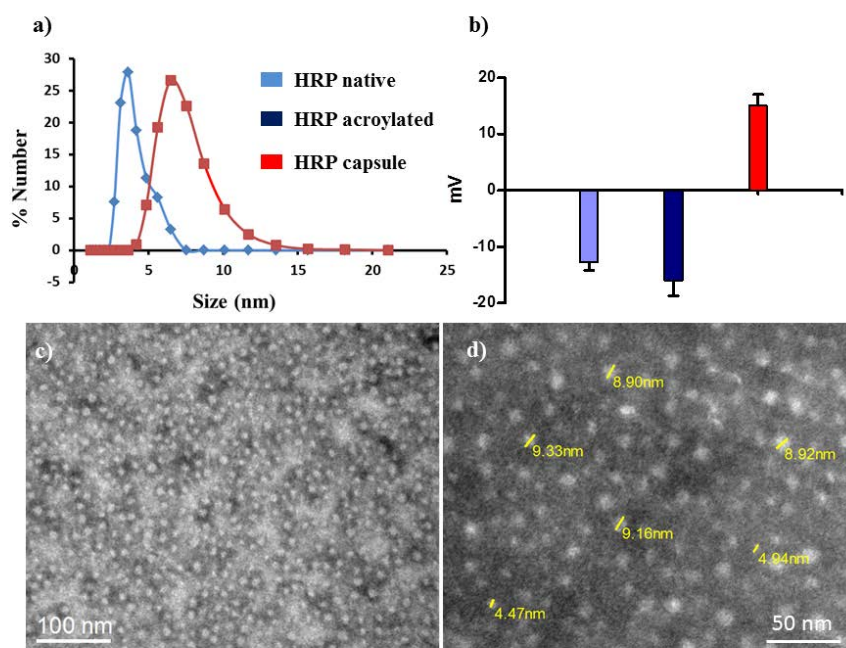 a)
30
25
20
15
10
5
0
-5
% Number
0
5
10
15
20
25
Size (nm)
HRP native
HRP acroylated
HRP capsule
b)
20
10
0
-10
-20
mV
c)
100 nm
d)
8.90nm
9.33nm
8.92nm
9.16nm
4.94nm
4.47nm
50 nm